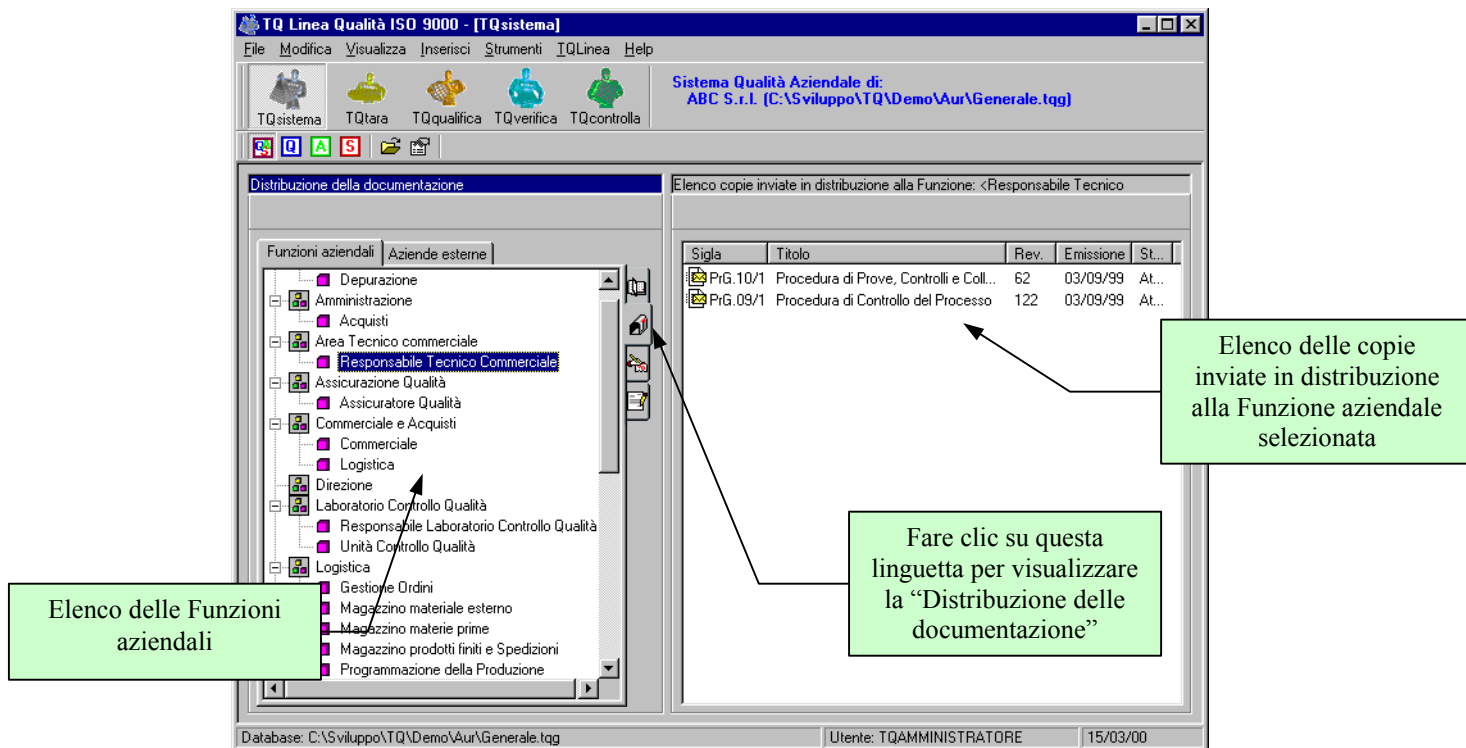 TQ Linea Qualità ISO 9000 - [TQsistema]
File Modifica Visualizza Inserisci Strumenti TQLinea Help
TQsistema TQtara TQqualifica TQverifica TQcontrolla
Sistema Qualità Aziendale di:
ABC S.r.l. (C:\Sviluppo\TQ\Demo\Aur\Generale.tqg)
Q A S
Distribuzione della documentazione
Funzioni aziendali Aziende esterne
Depurazione
Amministrazione
Acquisti
Area Tecnico commerciale
Responsabile Tecnico Commerciale
Assicurazione Qualità
Assicuratore Qualità
Commerciale e Acquisti
Commerciale
Logistica
Direzione
Laboratorio Controllo Qualità
Responsabile Laboratorio Controllo Qualità
Unità Controllo Qualità
Logistica
Gestione Ordini
Magazzino materiale esterno
Magazzino materie prime
Magazzino prodotti finiti e Spedizioni
Programmazione della Produzione
Elenco copie inviate in distribuzione alla Funzione: <Responsabile Tecnico
Sigla Titolo Rev. Emissione St...
PrG.10/1 Procedura di Prove, Controlli e Coll... 62 03/09/99 At...
PrG.09/1 Procedura di Controllo del Processo 122 03/09/99 At...
Elenco delle copie
inviate in distribuzione
alla Funzione aziendale
selezionata
Fare clic su questa
linguetta per visualizzare
la “Distribuzione delle
documentazione”
Elenco delle Funzioni
aziendali
Database: C:\Sviluppo\TQ\Demo\Aur\Generale.tqg Utente: TQAMMINISTRATORE 15/03/00